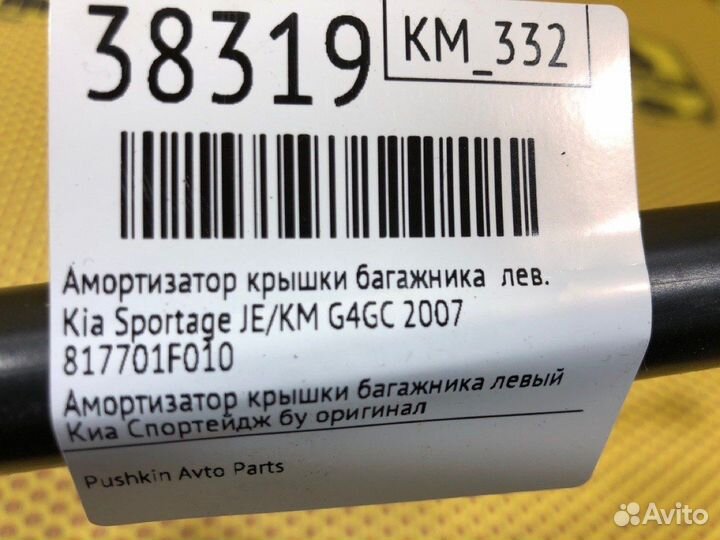 38319
KM_332
Амортизатор крышки багажника лев.
Kia Sportage JE/KM G4GC 2007
817701F010
Амортизатор крышки багажника левый
Киа Спортейдж бу оригинал
Pushkin Avto Parts
Avito